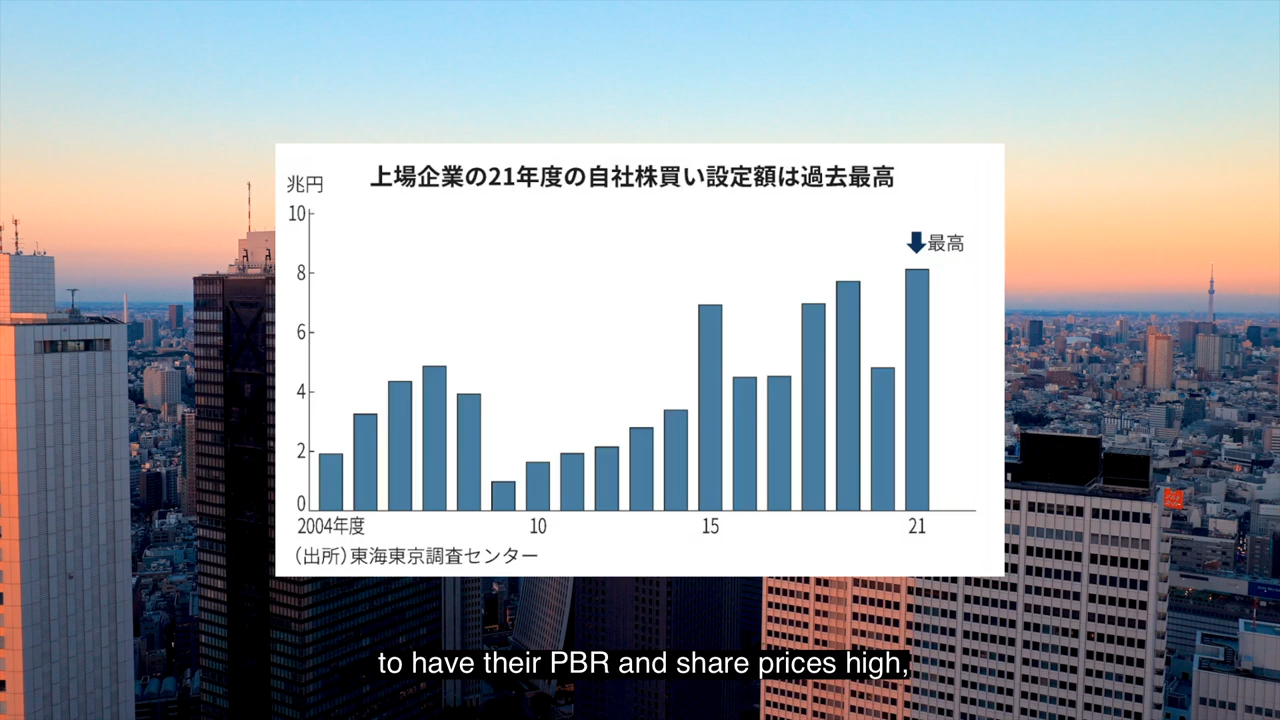 上場企業の21年度の自社株買い設定額は過去最高
兆円
10
8
6
4
2
0
最高
2004年度
10
15
21
（出所）東海東京調査センター
to have their PBR and share prices high,